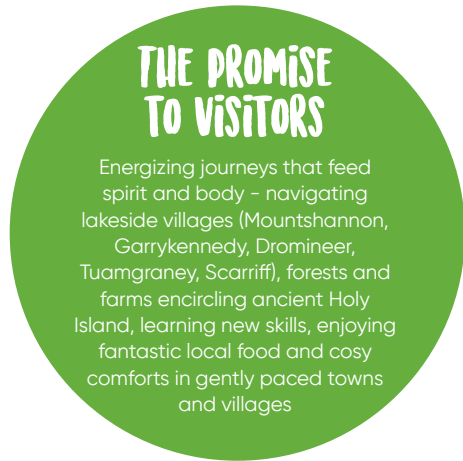 THE PROMISE
TO VISITORS
Energizing journeys that feed
spirit and body - navigating
lakeside villages (Mountshannon,
Garrykennedy, Dromineer,
Tuamgraney, Scarriff), forests and
farms encircling ancient Holy
Island, learning new skills, enjoying
fantastic local food and cosy
comforts in gently paced towns
and villages